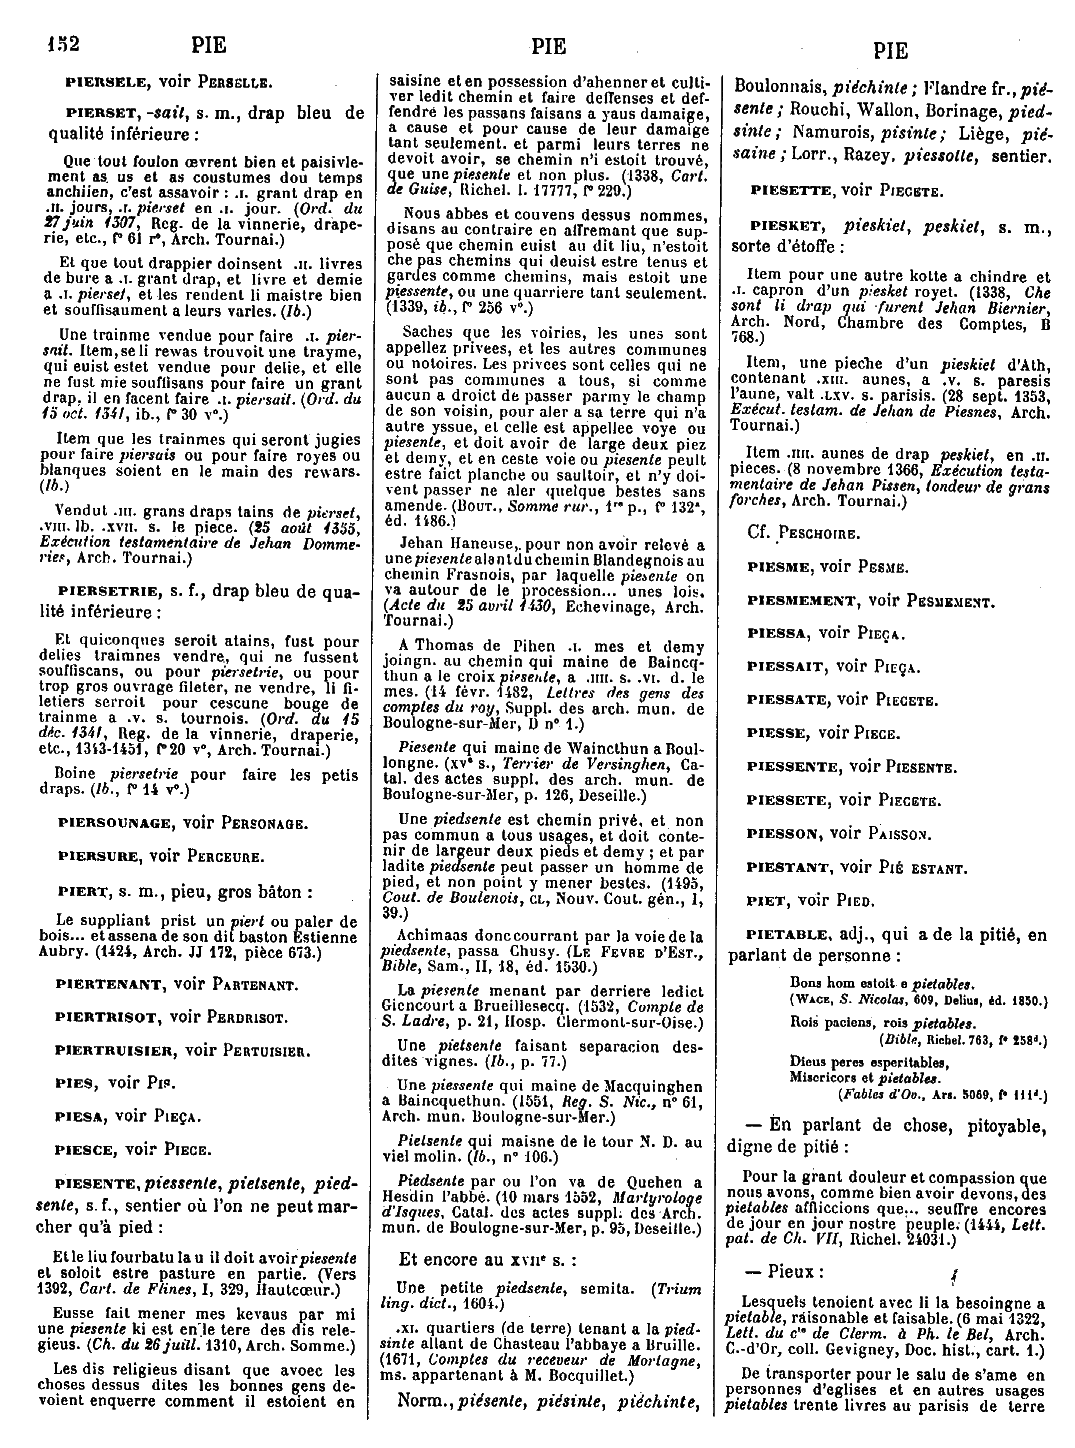 152 PIE PIE PIE
PIERSELE, voir PERSELLE.
PIERSET, -sait, s. m., drap bleu de
qualité inférieure :
Que tout foulon œvrent bien et paisivle-
ment as us et as coustumes dou temps
anchiien, c'est assavoir : .I. grant drap en
.II. jours, .I. pierset en .I. jour. (Ord. du
27 juin 1307, Reg. de la vinnerie, drape-
rie, etc., f° 61 r°, Arch. Tournai.)
Et que tout drappier doinsent .II. livres
de bure a .I. grant drap, et livre et demie
a .I. pierset, et les rendent li maistre bien
et souffisaument a leurs varles. (Ib.)
Une trainme vendue pour faire .I. pier-
sait. Item, se li rewas trouvoit une trayme,
qui euist estet vendue pour delie, et elle
ne fust mie souffisans pour faire un grant
drap, il en facent faire .I. piersait. (Ord. du
15 oct. 1341, ib., f° 30 v°.)
Item que les trainmes qui seront jugies
pour faire piersais ou pour faire royes ou
blanques soient en le main des rewars.
(Ib.)
Vendut .III. grans draps tains de pierset,
.VIII. lb. .XVII. s. le piece. (25 août 1355,
Exécution testamentaire de Jehan Domme-
ries, Arch. Tournai.)
PIERSETRIE, s. f., drap bleu de qua-
lité inférieure :
Et quiconques seroit atains, fust pour
delies traimnes vendre, qui ne fussent
souffiscans, ou pour piersetrie, ou pour
trop gros ouvrage fileter, ne vendre, li fi-
letiers serroit pour cescune bouge de
trainme a .v. s. tournois. (Ord. du 15
déc. 1341, Reg. de la vinnerie, draperie,
etc., 1343-1451, f° 20 v°, Arch. Tournai.)
Boine piersetrie pour faire les petis
draps. (Ib., f° 14 v°.)
PIERSOUNAGE, voir PERSONAGE.
PIERSURE, voir PERCEURE.
PIERT, s. m., pieu, gros bâton :
Le suppliant prist un piert ou paler de
bois... et assena de son dit baston Estienne
Aubry. (1424, Arch. JJ 172, pièce 673.)
PIERTENANT, voir PARTENANT.
PIERTRISOT, voir PERDRISOT.
PIERTRUISIER, voir PERTUISIER.
PIES, voir PIS.
PIESA, voir PIEÇA.
PIESCE, voir PIECE.
PIESENTE, piessente, pietsente, pied-
sente, s. f., sentier où l'on ne peut mar-
cher qu'à pied :
Et le liu fourbatu la u il doit avoir piesente
et soloit estre pasture en partie. (Vers
1392, Cart. de Flines, I, 329, Hautcœur.)
Eusse fait mener mes kevaus par mi
une piesente ki est en le tere des dis rele-
gieus. (Ch. du 26 juill. 1310, Arch. Somme.)
Les dis religieus disant que avoec les
choses dessus dites les bonnes gens de-
voient enquerre comment il estoient en
saisine et en possession d'ahenner et culti-
ver ledit chemin et faire deffenses et def-
fendre les passans faisans a yaus damaige,
a cause et pour cause de leur damaige
tant seulement. et parmi leurs terres ne
devoit avoir, se chemin n'i estoit trouvé,
que une piesente et non plus. (1338, Cart.
de Guise, Richel. l. 17777, f° 229.)
Nous abbes et couvens dessus nommes,
disans au contraire en affremant que sup-
posé que chemin euist au dit liu, n'estoit
che pas chemins qui deuist estre tenus et
gardes comme chemins, mais estoit une
piessente, ou une quarriere tant seulement.
(1339, ib., f° 256 v°.)
Saches que les voiries, les unes sont
appellez privees, et les autres communes
ou notoires. Les privees sont celles qui ne
sont pas communes a tous, si comme
aucun a droict de passer parmy le champ
de son voisin, pour aler a sa terre qui n'a
autre yssue, et celle est appellee voye ou
piesente, et doit avoir de large deux piez
et demy, et en ceste voie ou piesente peult
estre faict planche ou saultoir, et n'y doi-
vent passer ne aler quelque bestes sans
amende. (BOUT., Somme rur., 1re p., f° 132ᵃ,
éd. 1486.)
Jehan Haneuse, pour non avoir relevé a
une piesente alant du chemin Blandegnois au
chemin Frasnois, par laquelle piesente on
va autour de le procession... unes lois.
(Acte du 25 avril 1430, Echevinage, Arch.
Tournai.)
A Thomas de Pihen .I. mes et demy
joingn. au chemin qui maine de Baincq-
thun a le croix piesente, a .IIII. s. .VI. d. le
mes. (14 févr. 1482, Lettres des gens des
comptes du roy, Suppl. des arch. mun. de
Boulogne-sur-Mer, D n° 1.)
Piesente qui maine de Waincthun a Boul-
longne. (XVe s., Terrier de Versinghen, Ca-
tal. des actes suppl. des arch. mun. de
Boulogne-sur-Mer, p. 126, Deseille.)
Une piedsente est chemin privé, et non
pas commun a tous usages, et doit conte-
nir de largeur deux pieds et demy ; et par
ladite piedsente peut passer un homme de
pied, et non point y mener bestes. (1495,
Cout. de Boulenois, CL, Nouv. Cout. gén., I,
39.)
Achimaas donc courrant par la voie de la
piedsente, passa Chusy. (LE FEVRE D'EST.,
Bible, Sam., II, 18, éd. 1530.)
La piesente menant par derriere ledict
Giencourt a Brueillesecq. (1532, Compte de
S. Ladre, p. 21, Hosp. Clermont-sur-Oise.)
Une pietsente faisant separacion des-
dites vignes. (Ib., p. 77.)
Une piessente qui maine de Macquinghen
a Baincquethun. (1551, Reg. S. Nic., n° 61,
Arch. mun. Boulogne-sur-Mer.)
Pietsente qui maisne de le tour N. D. au
viel molin. (Ib., n° 106.)
Piedsente par ou l'on va de Quehen a
Hesdin l'abbé. (10 mars 1552, Martyrologe
d'Isques, Catal. des actes suppl. des Arch.
mun. de Boulogne-sur-Mer, p. 95, Deseille.)
Et encore au XVIIe s. :
Une petite piedsente, semita. (Trium
ling. dict., 1604.)
.XI. quartiers (de terre) tenant a la pied-
sinte allant de Chasteau l'abbaye a Bruille.
(1671, Comptes du receveur de Mortagne,
ms. appartenant à M. Bocquillet.)
Norm., piésente, piésinte, piéchinte,
Boulonnais, piéchinte ; Flandre fr., pié-
sente ; Rouchi, Wallon, Borinage, pied-
sinte ; Namurois, pisinte ; Liège, pié-
saine ; Lorr., Razey, piessotte, sentier.
PIESETTE, voir PIECETE.
PIESKET, pieskiet, peskiet, s. m.,
sorte d'étoffe :
Item pour une autre kotte a chindre et
.I. capron d'un piesket royet. (1338, Che
sont li drap qui furent Jehan Biernier,
Arch. Nord, Chambre des Comptes, B
768.)
Item, une pieche d'un pieskiet d'Ath,
contenant .XIII. aunes, a .V. s. paresis
l'aune, valt .LXV. s. parisis. (28 sept. 1353,
Exécut. testam. de Jehan de Piesnes, Arch.
Tournai.)
Item .IIII. aunes de drap peskiet, en .II.
pieces. (8 novembre 1366, Exécution testa-
mentaire de Jehan Pissen, tondeur de grans
forches, Arch. Tournai.)
Cf. PESCHOIRE.
PIESME, voir PESME.
PIESMEMENT, voir PESMEMENT.
PIESSA, voir PIEÇA.
PIESSAIT, voir PIEÇA.
PIESSATE, voir PIECETE.
PIESSE, voir PIECE.
PIESSENTE, voir PIESENTE.
PIESSETE, voir PIECETE.
PIESSON, voir PAISSON.
PIESTANT, voir PIÉ ESTANT.
PIET, voir PIED.
PIETABLE, adj., qui a de la pitié, en
parlant de personne :
Bons hom estoit e pietables.
(WACE, S. Nicolas, 609, Delius, éd. 1850.)
Rois paciens, rois pietables.
(Bible, Richel. 763, f° 258ᵈ.)
Dieus peres esperitables,
Misericors et pietables.
(Fables d'Ov., Ars. 5069, f° 111ᵈ.)
— En parlant de chose, pitoyable,
digne de pitié :
Pour la grant douleur et compassion que
nous avons, comme bien avoir devons, des
pietables afflicions que... seuffre encores
de jour en jour nostre peuple. (1444, Lett.
pat. de Ch. VII, Richel. 24031.)
— Pieux :
Lesquels tenoient avec li la besoingne a
pietable, raisonable et faisable. (6 mai 1322,
Lett. du cte de Clerm. à Ph. le Bel, Arch.
C.-d'Or, coll. Gevigney, Doc. hist., cart. 1.)
De transporter pour le salu de s'ame en
personnes d'eglises et en autres usages
pietables trente livres au parisis de terre